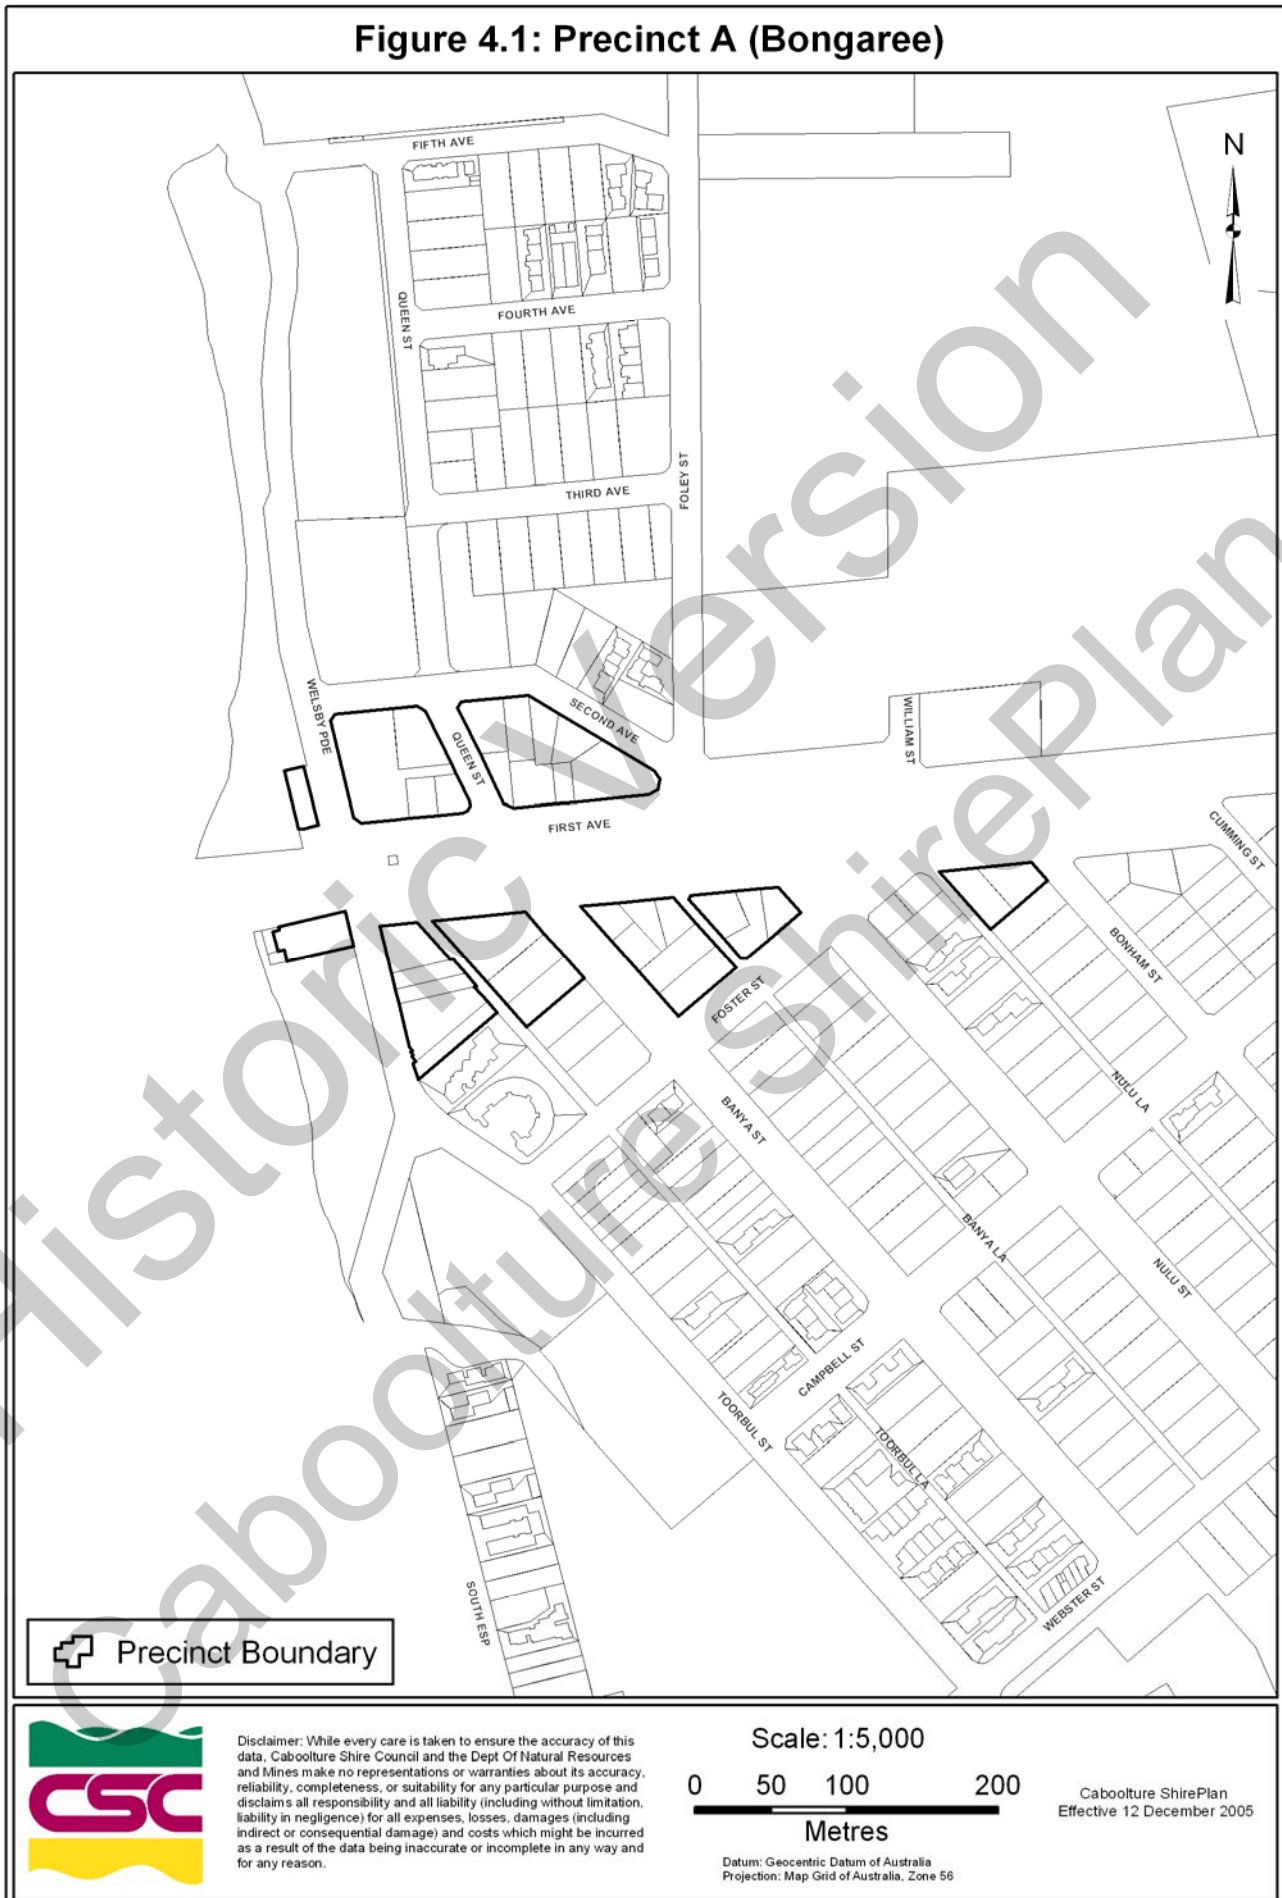 Figure 4.1: Precinct A (Bongaree)
FIFTH AVE
N
QUEEN ST
FOURTH AVE
FOLEY ST
THIRD AVE
WELSBY PDE
SECOND AVE
QUEEN ST
WILLIAM ST
FIRST AVE
CUMMING ST
BONHAM ST
FOSTER ST
NULU LA
BANYA ST
BANYA LA
NULU ST
CAMPBELL ST
TOORBUL ST
TOORBUL LA
SOUTH ESP
WEBSTER ST
Historic Version
Caboolture ShirePlan
Precinct Boundary
CSC
Disclaimer: While every care is taken to ensure the accuracy of this
data, Caboolture Shire Council and the Dept Of Natural Resources
and Mines make no representations or warranties about its accuracy,
reliability, completeness, or suitability for any particular purpose and
disclaims all responsibility and all liability (including without limitation,
liability in negligence) for all expenses, losses, damages (including
indirect or consequential damage) and costs which might be incurred
as a result of the data being inaccurate or incomplete in any way and
for any reason.
Scale: 1:5,000
0 50 100 200
Metres
Datum: Geocentric Datum of Australia
Projection: Map Grid of Australia, Zone 56
Caboolture ShirePlan
Effective 12 December 2005